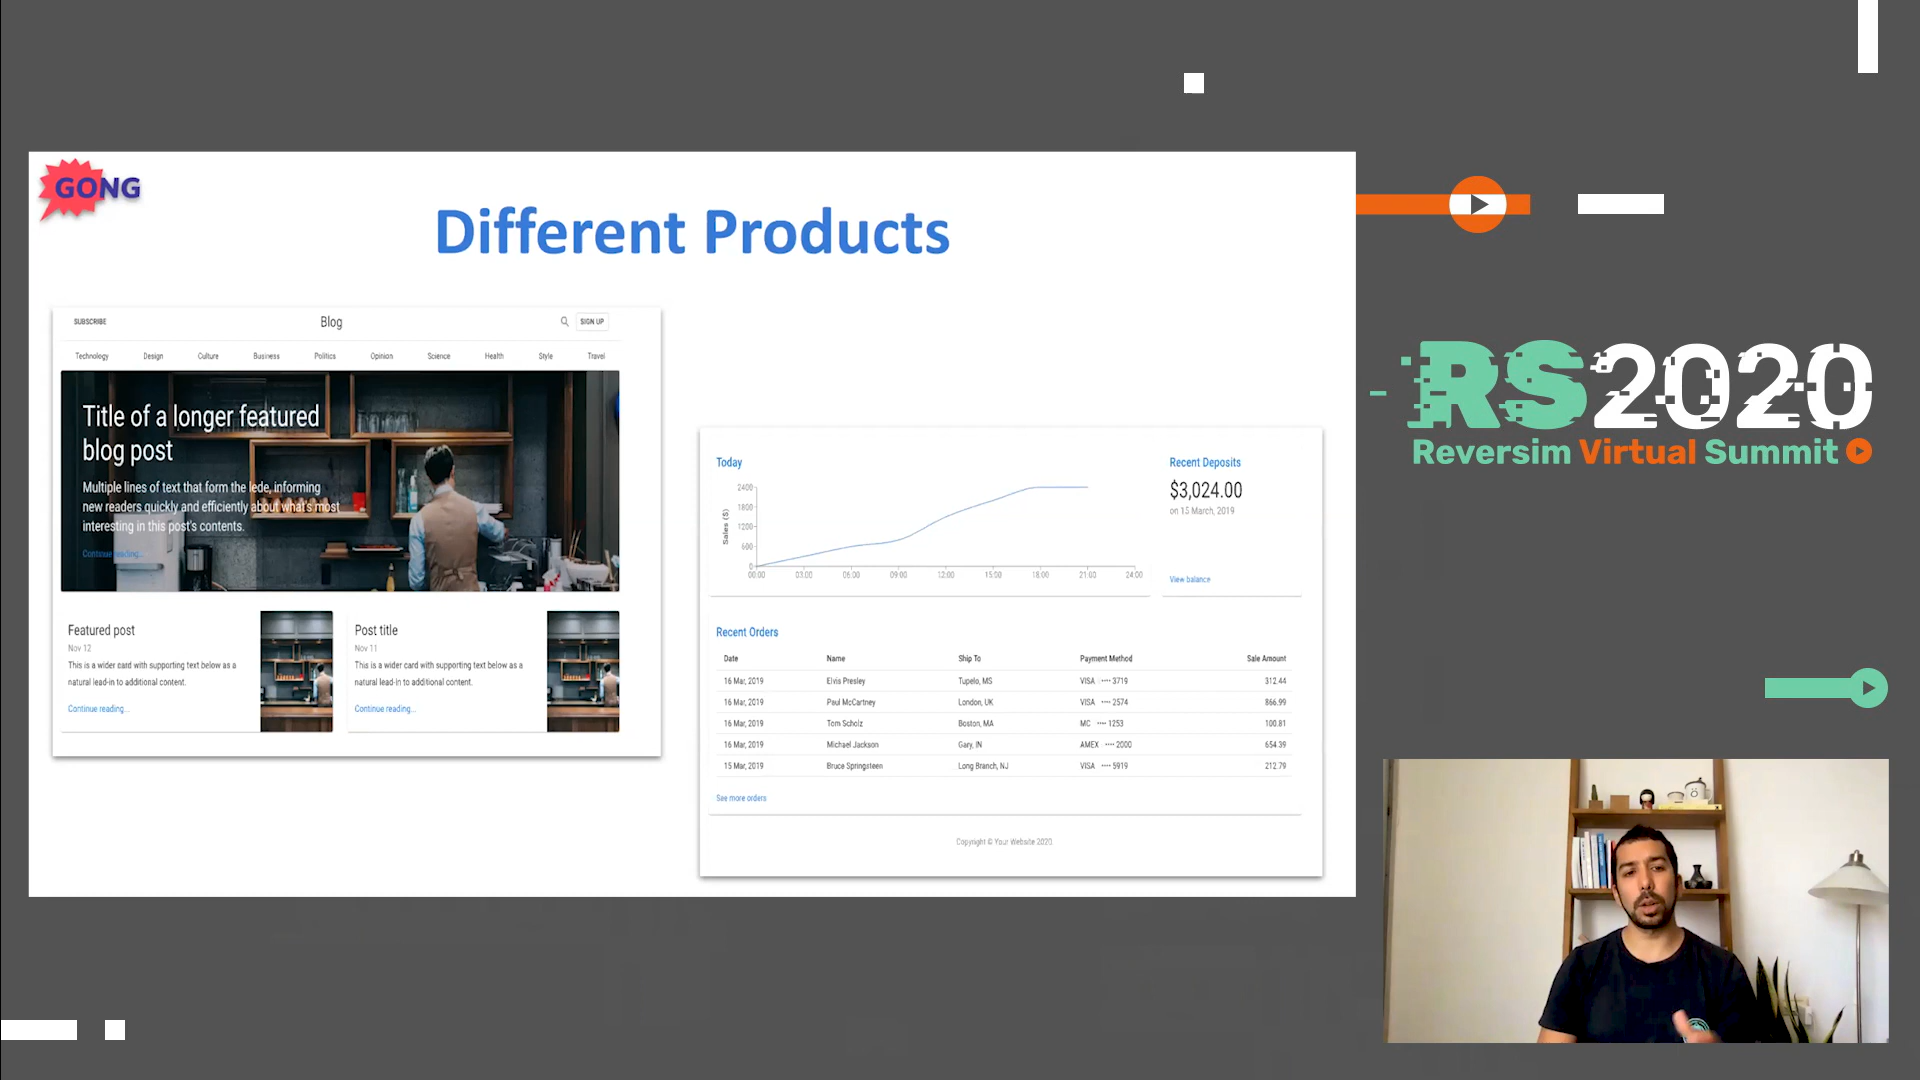 GONG
Different Products
SUBSCRIBE Blog SIGN UP
Technology Design Culture Business Politics Opinion Science Health Style Travel
Title of a longer featured
blog post
Multiple lines of text that form the lede, informing
new readers quickly and efficiently about what's most
interesting in this post's contents.
Continue reading...
Featured post
Nov 12
This is a wider card with supporting text below as a
natural lead-in to additional content.
Continue reading...
Post title
Nov 11
This is a wider card with supporting text below as a
natural lead-in to additional content.
Continue reading...
Today
Sales ($)
2400
1800
1200
600
0
00:00 03:00 06:00 09:00 12:00 15:00 18:00 21:00 24:00
Recent Deposits
$3,024.00
on 15 March, 2019
View balance
Recent Orders
Date Name Ship To Payment Method Sale Amount
16 Mar, 2019 Elvis Presley Tupelo, MS VISA •••• 3719 312.44
16 Mar, 2019 Paul McCartney London, UK VISA •••• 2574 866.99
16 Mar, 2019 Tom Scholz Boston, MA MC •••• 1253 100.81
16 Mar, 2019 Michael Jackson Gary, IN AMEX •••• 2000 654.39
15 Mar, 2019 Bruce Springsteen Long Branch, NJ VISA •••• 5919 212.79
See more orders
Copyright © Your Website 2020.
RS2020
Reversim Virtual Summit